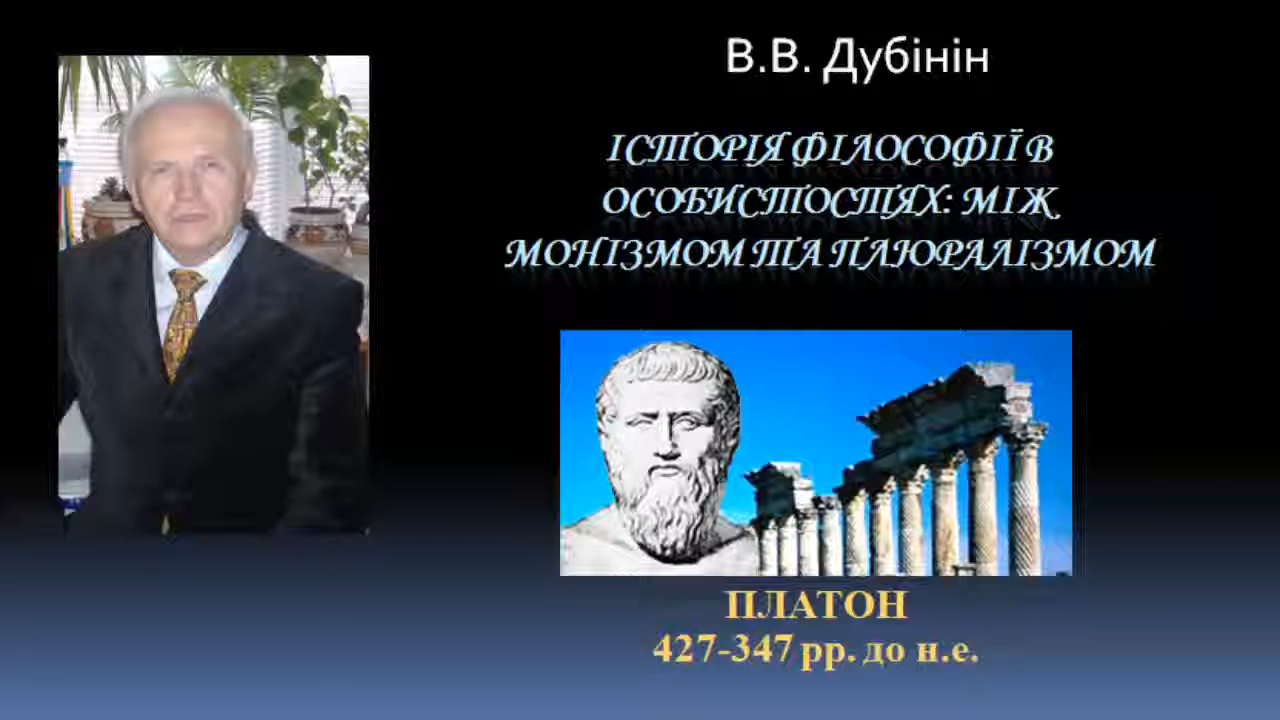 В.В. Дубінін
ІСТОРІЯ ФІЛОСОФІЇ В
ОСОБИСТОСТЯХ: МІЖ
МОНІЗМОМ ТА ПЛЮРАЛІЗМОМ
ПЛАТОН
427-347 рр. до н.е.